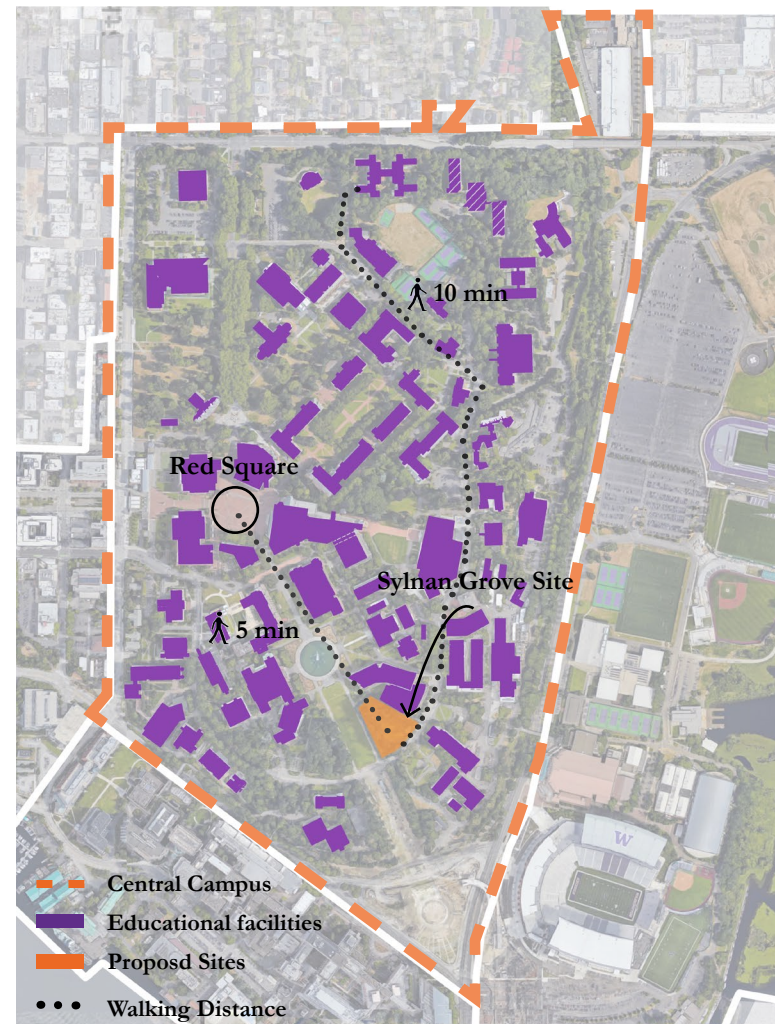 10 min
Red Square
Sylnan Grove Site
5 min
W
Central Campus
Educational facilities
Proposd Sites
Walking Distance